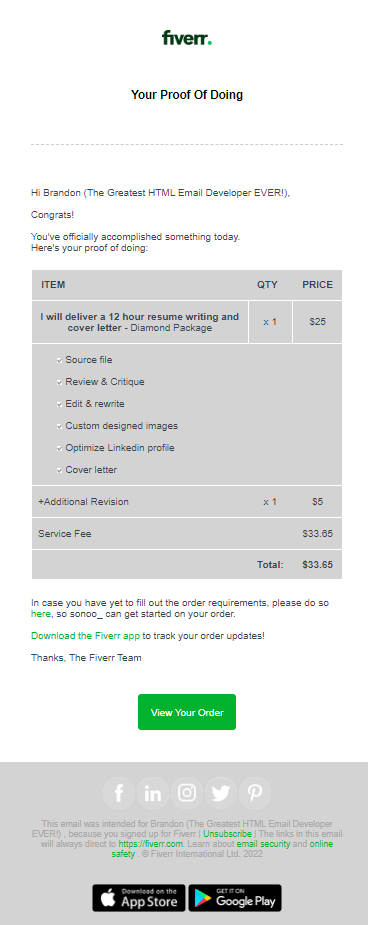 fiverr.
Your Proof Of Doing
Hi Brandon (The Greatest HTML Email Developer EVER!),
Congrats!
You've officially accomplished something today.
Here's your proof of doing:
ITEM QTY PRICE
I will deliver a 12 hour resume writing and
cover letter - Diamond Package
x 1 $25
Source file
Review & Critique
Edit & rewrite
Custom designed images
Optimize Linkedin profile
Cover letter
+Additional Revision x 1 $5
Service Fee $33.65
Total: $33.65
In case you have yet to fill out the order requirements, please do so
here, so sonoo_ can get started on your order.
Download the Fiverr app to track your order updates!
Thanks, The Fiverr Team
View Your Order
This email was intended for Brandon (The Greatest HTML Email Developer
EVER!) , because you signed up for Fiverr | Unsubscribe | The links in this email
will always direct to https://fiverr.com. Learn about email security and online
safety . © Fiverr International Ltd. 2022
Download on the
App Store
GET IT ON
Google Play